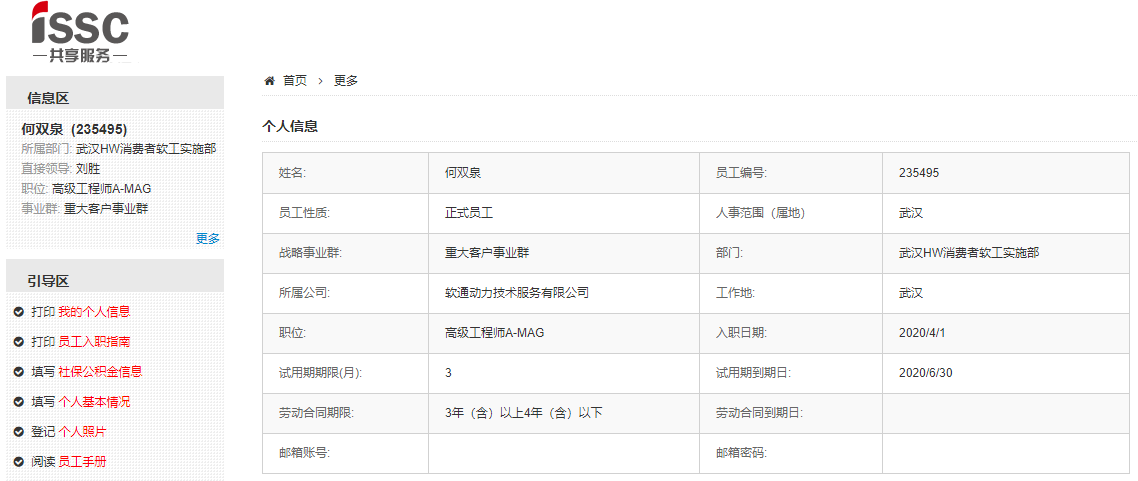 iSSC
共享服务
信息区
何双泉 (235495)
所属部门: 武汉HW消费者软工实施部
直接领导: 刘胜
职位: 高级工程师A-MAG
事业群: 重大客户事业群
更多
引导区
打印 我的个人信息
打印 员工入职指南
填写 社保公积金信息
填写 个人基本情况
登记 个人照片
阅读 员工手册
首页 > 更多
个人信息
姓名: 何双泉 员工编号: 235495
员工性质: 正式员工 人事范围（属地） 武汉
战略事业群: 重大客户事业群 部门: 武汉HW消费者软工实施部
所属公司: 软通动力技术服务有限公司 工作地: 武汉
职位: 高级工程师A-MAG 入职日期: 2020/4/1
试用期期限(月): 3 试用期到期日: 2020/6/30
劳动合同期限: 3年（含）以上4年（含）以下 劳动合同到期日:
邮箱账号: 邮箱密码: